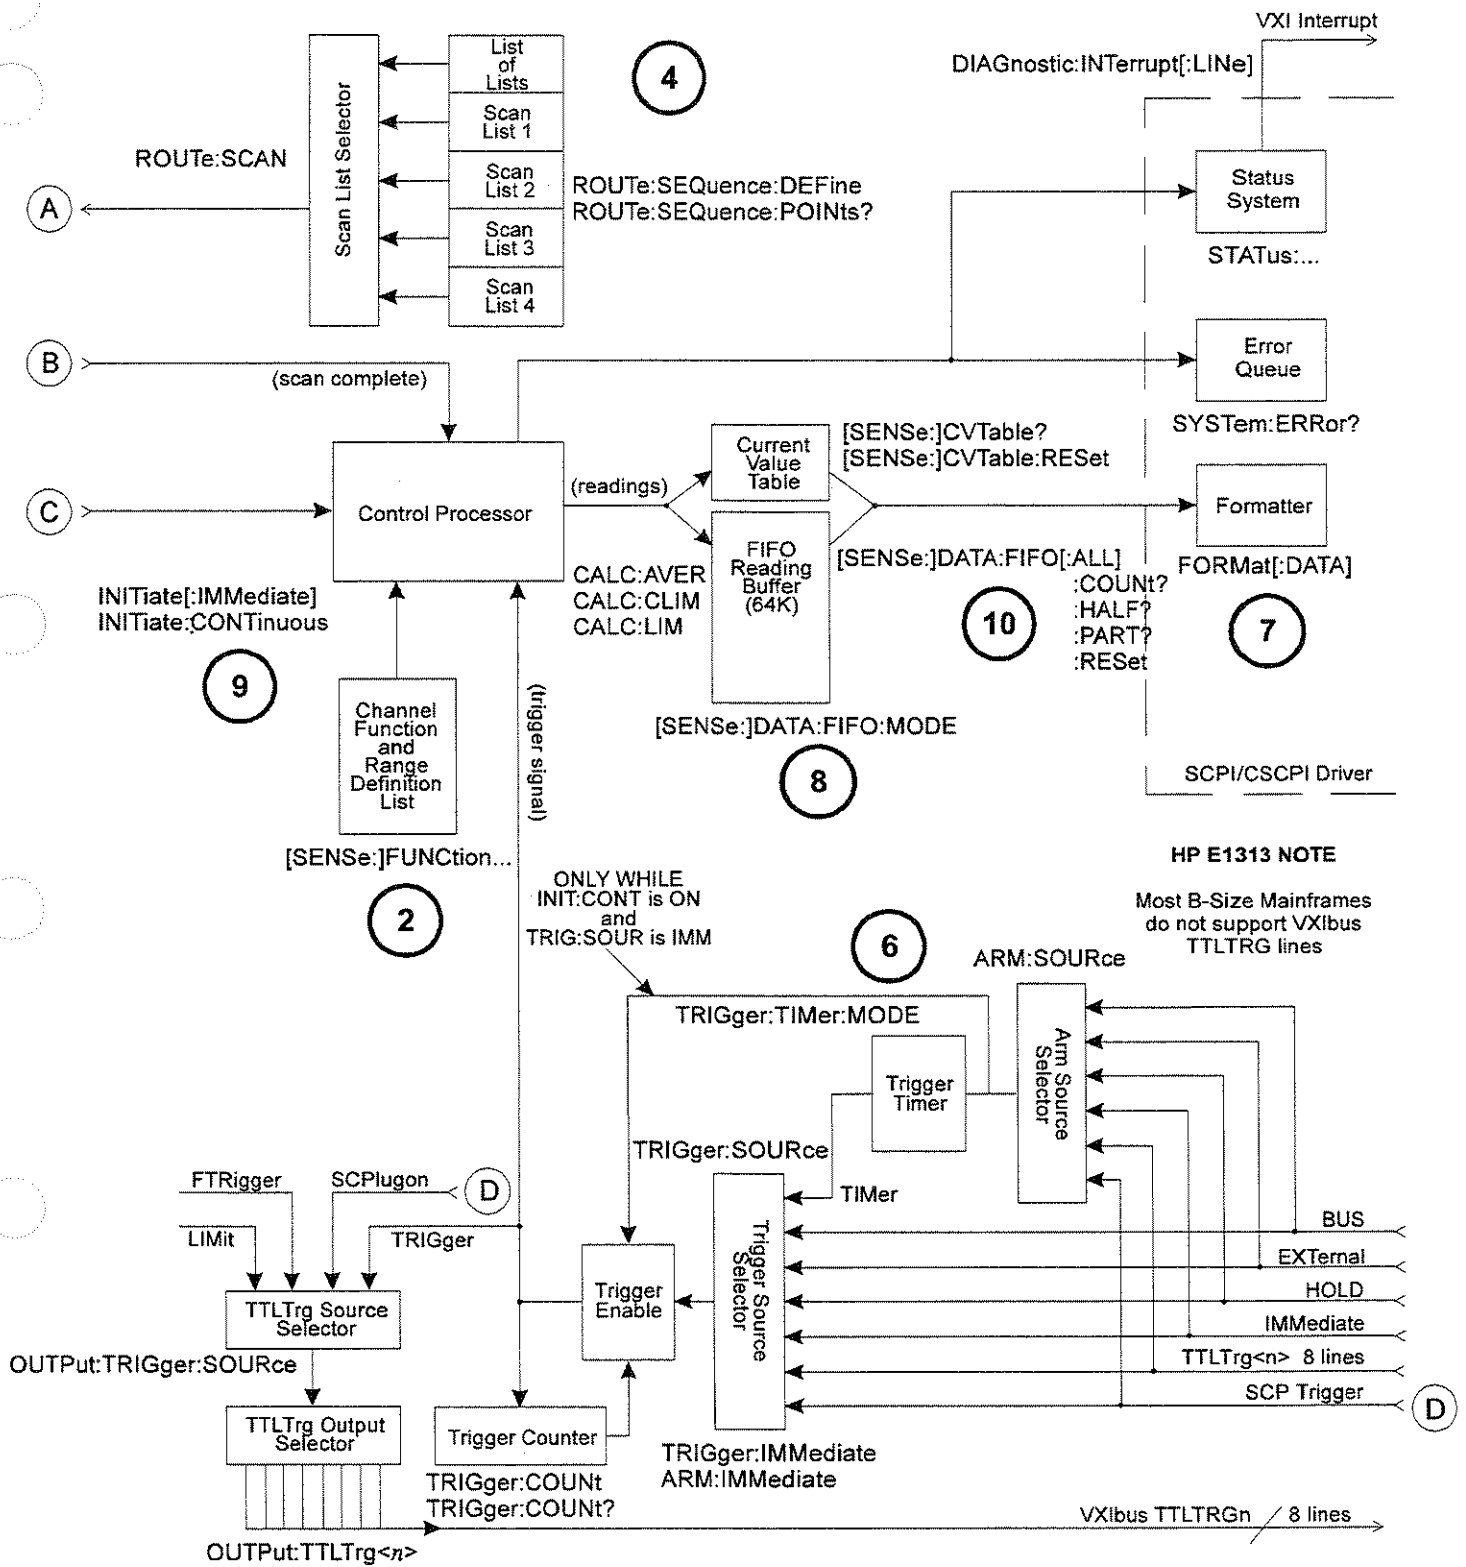 VXI Interrupt
DIAGnostic:INTerrupt[:LINe]
List
of
Lists
Scan
List 1
Scan
List 2
Scan
List 3
Scan
List 4
Scan List Selector
4
ROUTe:SCAN
A
ROUTe:SEQuence:DEFine
ROUTe:SEQuence:POINts?
Status
System
STATus:...
B
(scan complete)
Error
Queue
SYSTem:ERRor?
C
Control Processor
(readings)
Current
Value
Table
[SENSe:]CVTable?
[SENSe:]CVTable:RESet
Formatter
FORMat[:DATA]
7
FIFO
Reading
Buffer
(64K)
[SENSe:]DATA:FIFO[:ALL]
:COUNt?
:HALF?
:PART?
:RESet
10
CALC:AVER
CALC:CLIM
CALC:LIM
INITiate[:IMMediate]
INITiate:CONTinuous
9
Channel
Function
and
Range
Definition
List
(trigger signal)
[SENSe:]DATA:FIFO:MODE
8
SCPI/CSCPI Driver
[SENSe:]FUNCtion...
2
HP E1313 NOTE
Most B-Size Mainframes
do not support VXIbus
TTLTRG lines
ONLY WHILE
INIT:CONT is ON
and
TRIG:SOUR is IMM
6
ARM:SOURce
TRIGger:TIMer:MODE
Arm Source
Selector
Trigger
Timer
TRIGger:SOURce
TIMer
FTRigger
SCPlugon
D
LIMit
TRIGger
Trigger Source
Selector
Trigger
Enable
BUS
EXTernal
HOLD
IMMediate
TTLTrg<n> 8 lines
SCP Trigger
D
TTLTrg Source
Selector
OUTPut:TRIGger:SOURce
TTLTrg Output
Selector
Trigger Counter
TRIGger:IMMediate
ARM:IMMediate
TRIGger:COUNt
TRIGger:COUNt?
VXIbus TTLTRGn / 8 lines
OUTPut:TTLTrg<n>